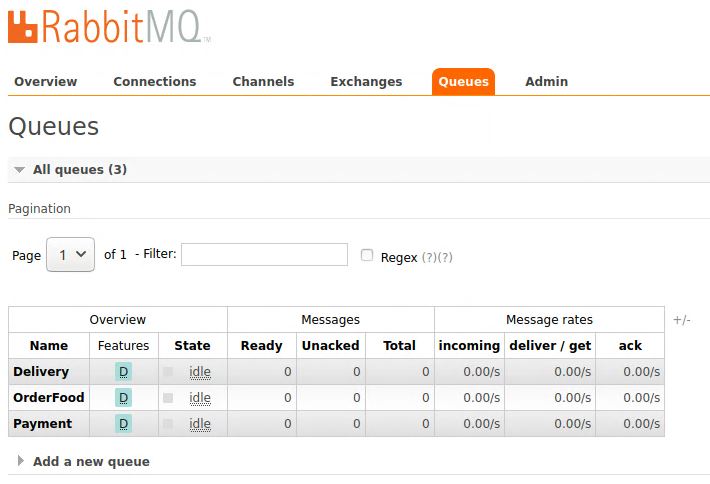 RabbitMQ™
Overview Connections Channels Exchanges Queues Admin
Queues
All queues (3)
Pagination
Page 1 of 1 - Filter: Regex (?)(?)
Overview Messages Message rates +/-
Name Features State Ready Unacked Total incoming deliver / get ack
Delivery D idle 0 0 0 0.00/s 0.00/s 0.00/s
OrderFood D idle 0 0 0 0.00/s 0.00/s 0.00/s
Payment D idle 0 0 0 0.00/s 0.00/s 0.00/s
Add a new queue